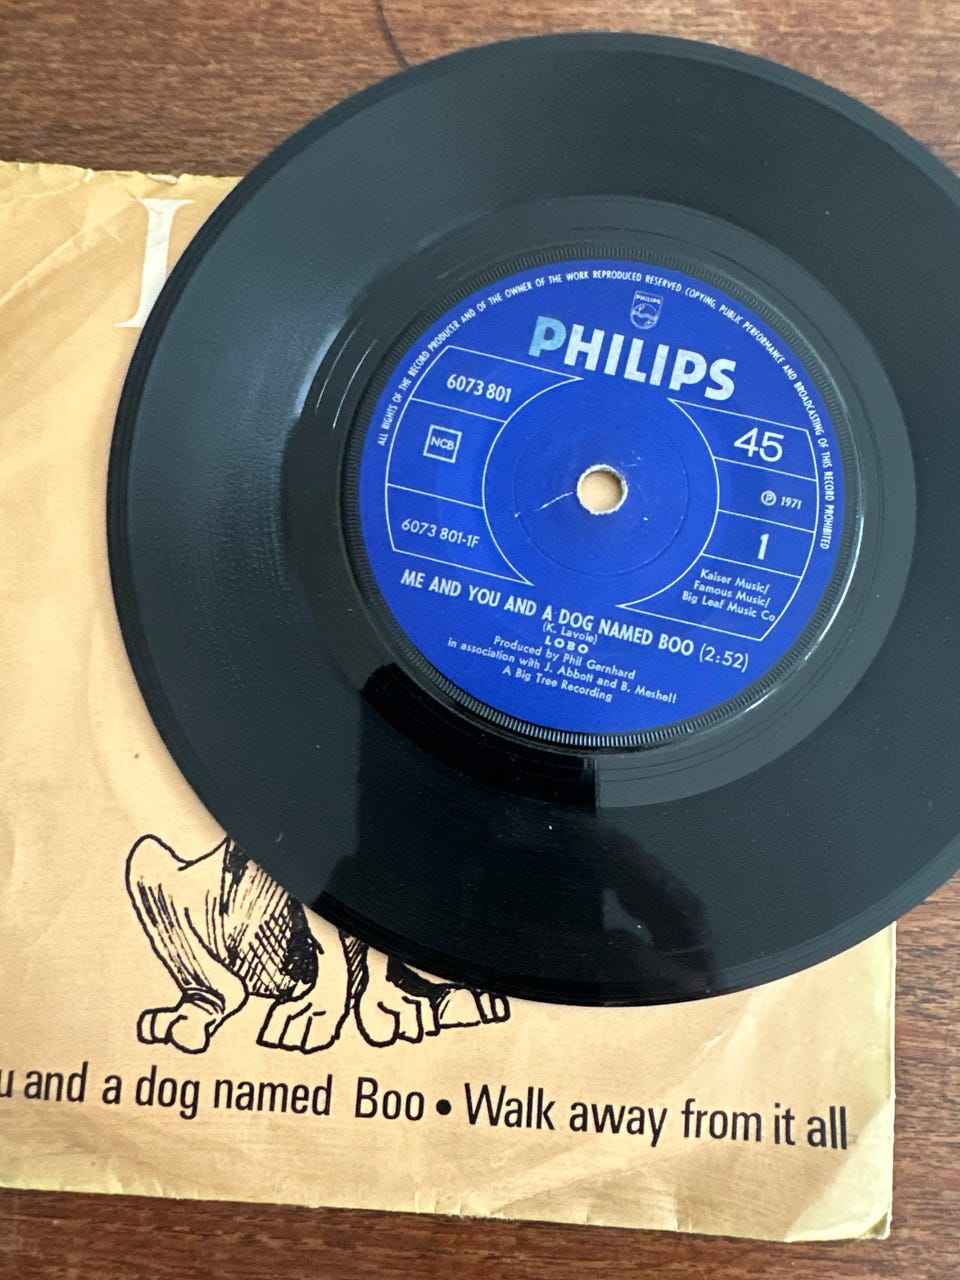 L
ALL RIGHTS OF THE RECORD PRODUCER AND OF THE OWNER OF THE WORK REPRODUCED RESERVED COPYING, PUBLIC PERFORMANCE AND BROADCASTING OF THIS RECORD PROHIBITED
PHILIPS
PHILIPS
6073 801
NCB
6073 801-1F
45
℗ 1971
1
Kaiser Music/
Famous Music/
Big Leaf Music Co
ME AND YOU AND A DOG NAMED BOO (2:52)
(K. Lavoie)
LOBO
Produced by Phil Gernhard
in association with J. Abbott and B. Meshell
A Big Tree Recording
u and a dog named Boo • Walk away from it all